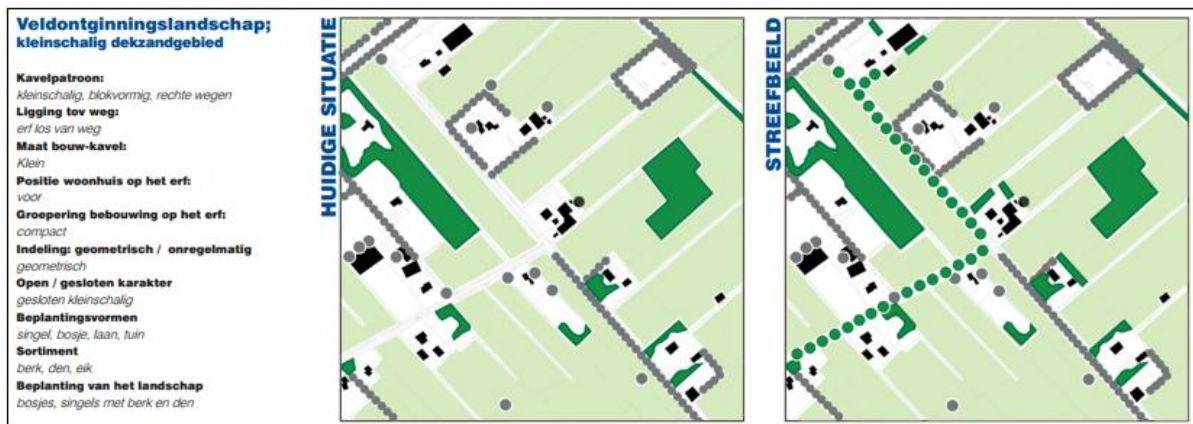 Veldontginningslandschap;
kleinschalig dekzandgebied
Kavelpatroon:
kleinschalig, blokvormig, rechte wegen
Ligging tov weg:
erf los van weg
Maat bouw-kavel:
Klein
Positie woonhuis op het erf:
voor
Groepering bebouwing op het erf:
compact
Indeling: geometrisch / onregelmatig
geometrisch
Open / gesloten karakter
gesloten kleinschalig
Beplantingsvormen
singel, bosje, laan, tuin
Sortiment
berk, den, eik
Beplanting van het landschap
bosjes, singels met berk en den
HUIDIGE SITUATIE
STREEFBEELD